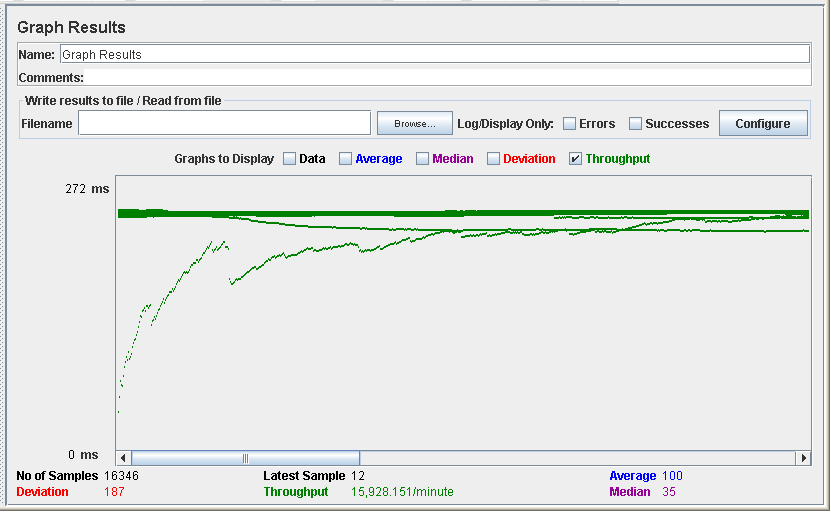 Graph Results
Name: Graph Results
Comments:
Write results to file / Read from file
Filename Browse... Log/Display Only: Errors Successes Configure
Graphs to Display Data Average Median Deviation Throughput
272 ms
0 ms
No of Samples 16346 Latest Sample 12 Average 100
Deviation 187 Throughput 15,928.151/minute Median 35